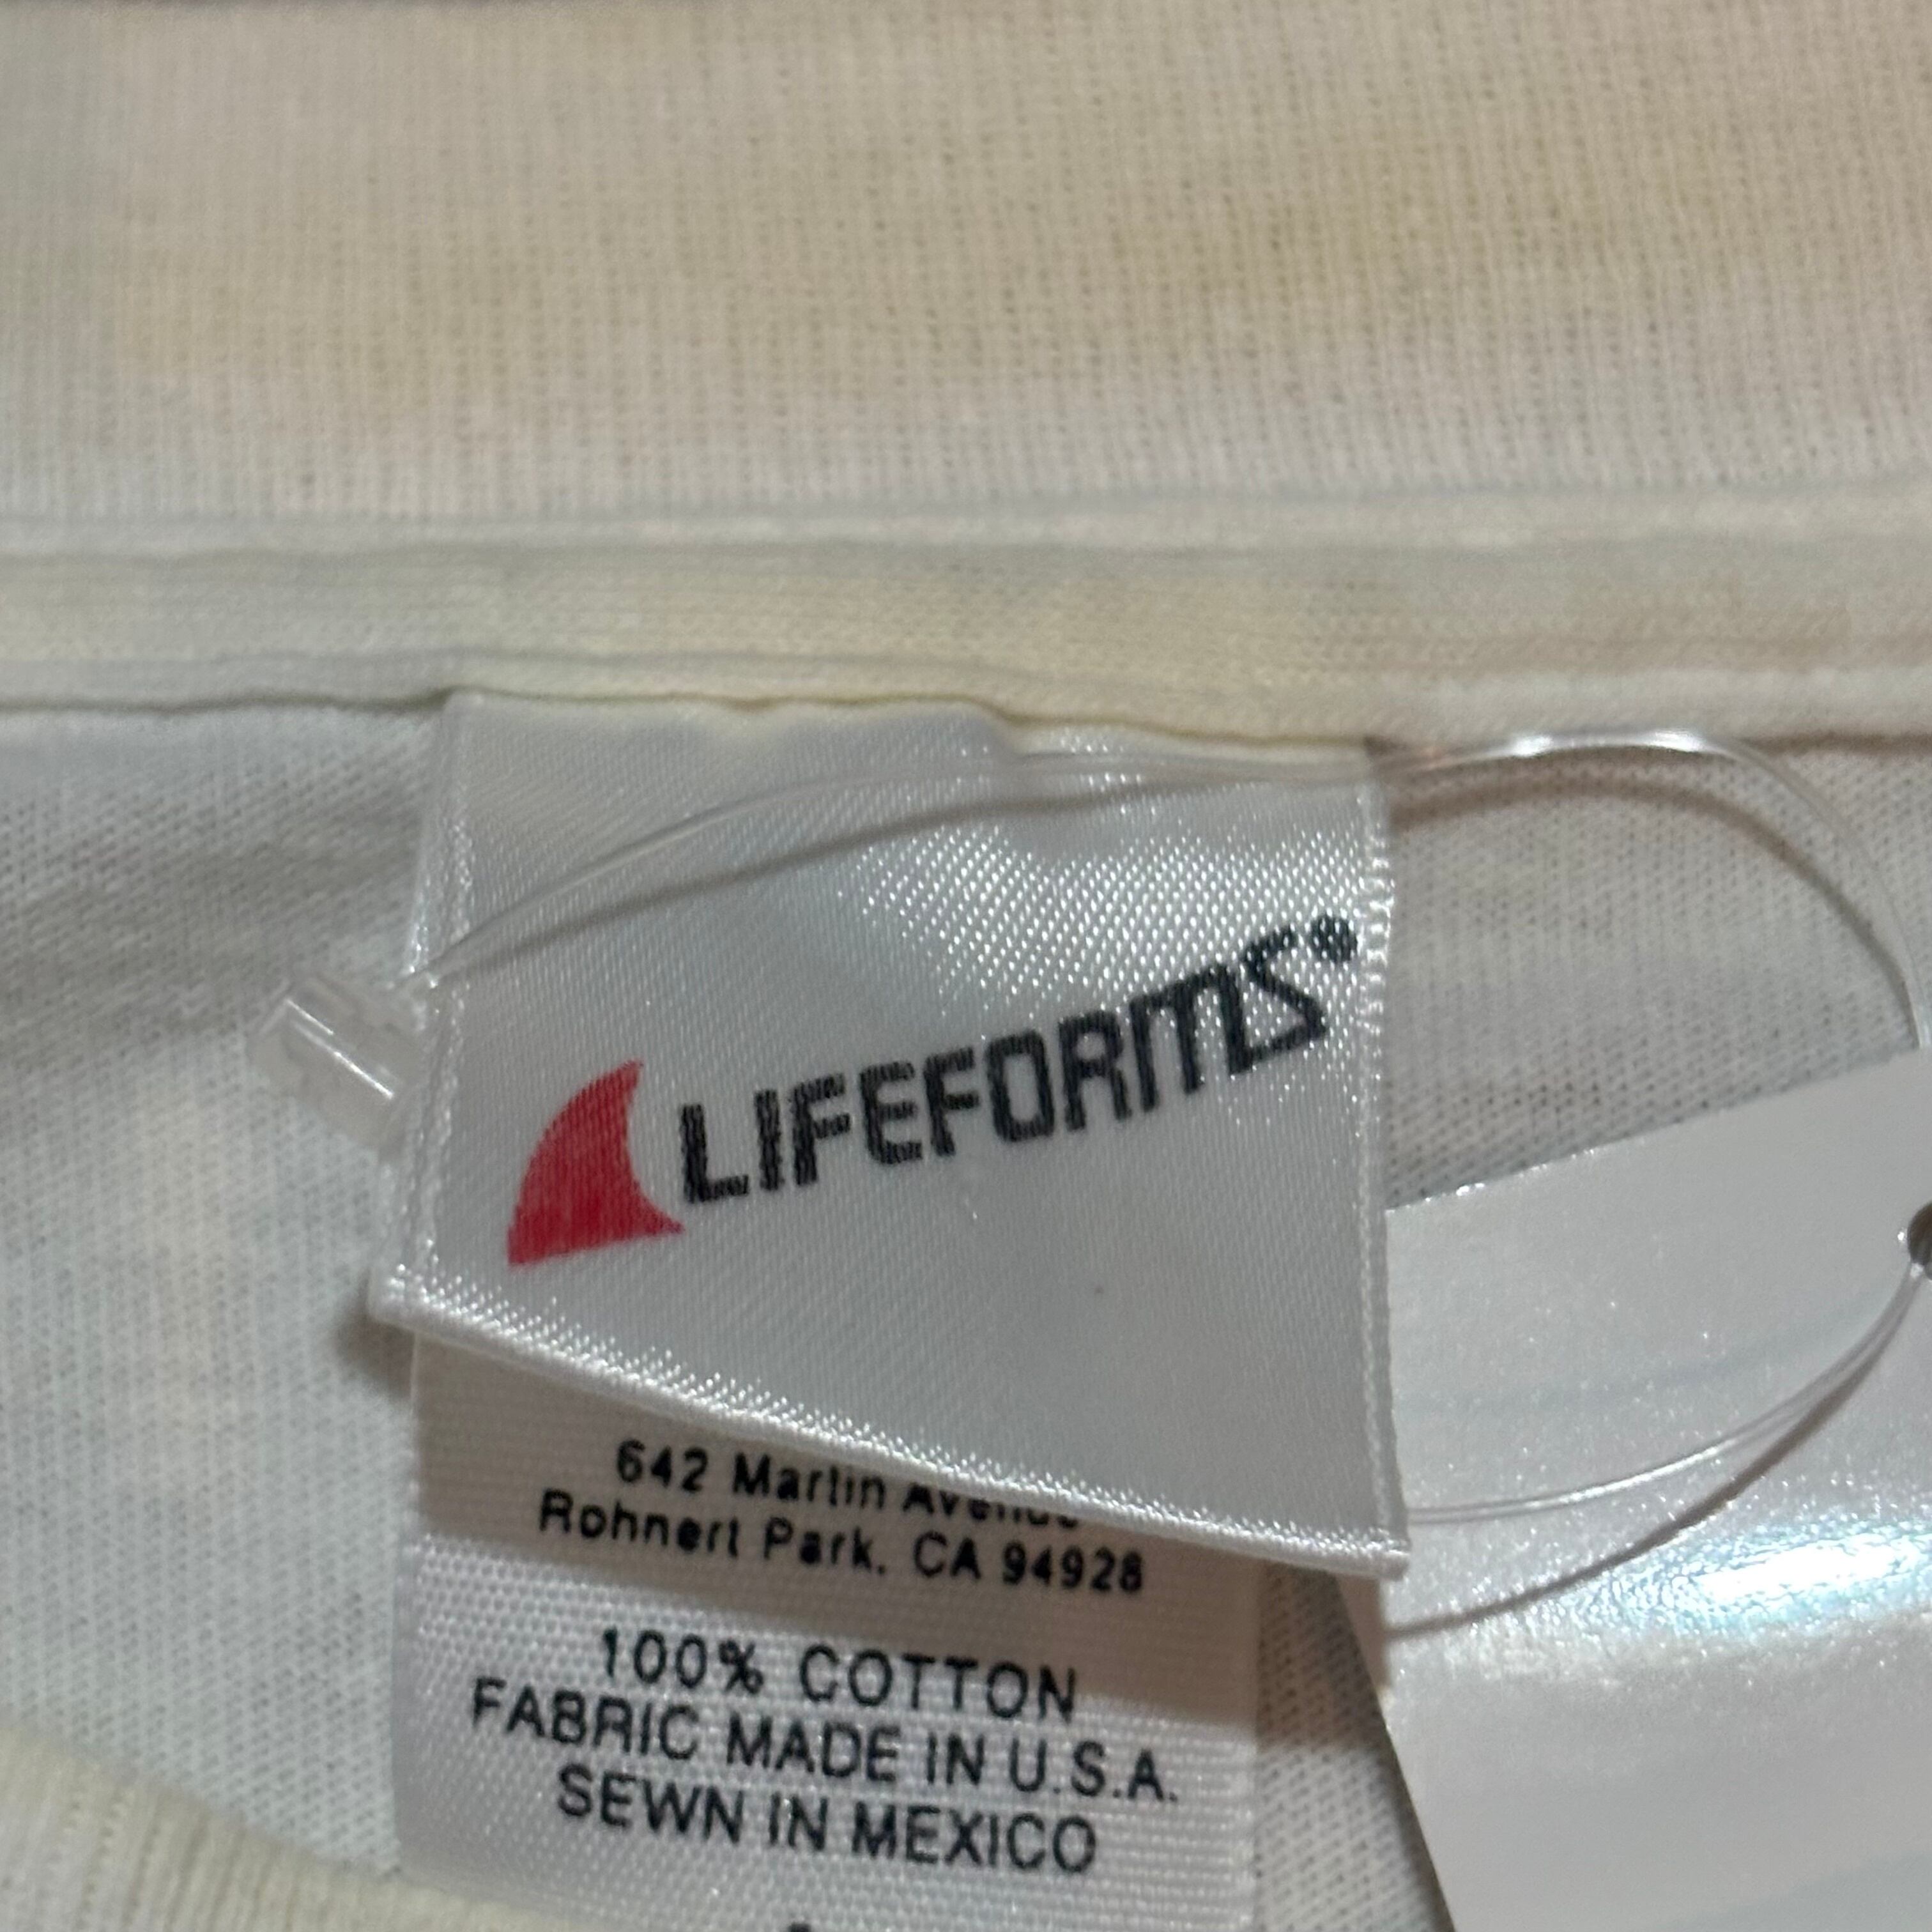 LIFEFORMS®
642 Martin Avenue
Rohnert Park, CA 94928
100% COTTON
FABRIC MADE IN U.S.A.
SEWN IN MEXICO